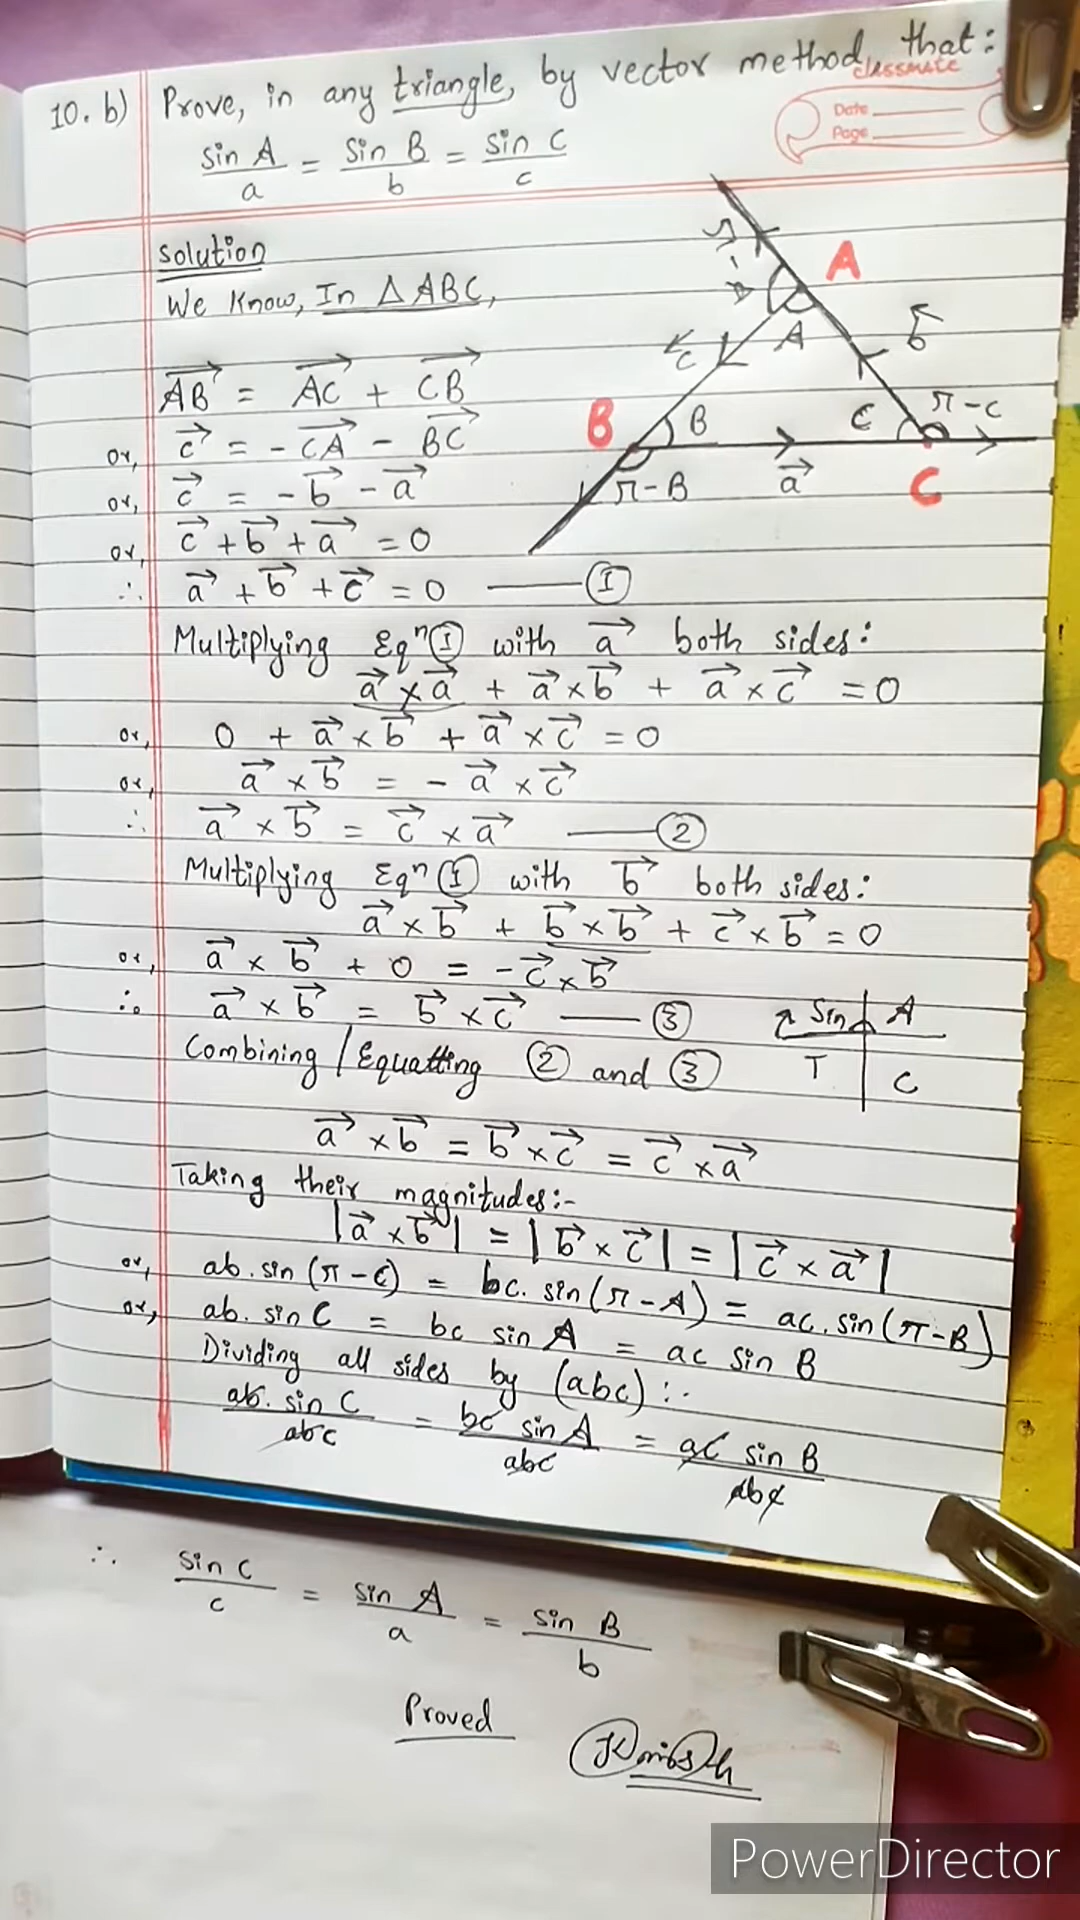 10. b) Prove, in any triangle, by vector method, that:
classmate
Date
Page
sin A/a = sin B/b = sin C/c
Solution
We Know, In △ABC,
A
π-A
A
b⃗
c⃗
B
B
C
π-C
π-B
a⃗
C
AB⃗ = AC⃗ + CB⃗
or, c⃗ = -CA⃗ - BC⃗
or, c⃗ = -b⃗ - a⃗
or, c⃗ + b⃗ + a⃗ = 0
∴ a⃗ + b⃗ + c⃗ = 0 —— ①
Multiplying Eqⁿ ① with a⃗ both sides:
a⃗ × a⃗ + a⃗ × b⃗ + a⃗ × c⃗ = 0
or, 0 + a⃗ × b⃗ + a⃗ × c⃗ = 0
or, a⃗ × b⃗ = - a⃗ × c⃗
∴ a⃗ × b⃗ = c⃗ × a⃗ —— ②
Multiplying Eqⁿ ① with b⃗ both sides:
a⃗ × b⃗ + b⃗ × b⃗ + c⃗ × b⃗ = 0
or, a⃗ × b⃗ + 0 = -c⃗ × b⃗
∴ a⃗ × b⃗ = b⃗ × c⃗ —— ③
Sin A
T C
Combining / Equatting ② and ③
a⃗ × b⃗ = b⃗ × c⃗ = c⃗ × a⃗
Taking their magnitudes:-
|a⃗ × b⃗| = |b⃗ × c⃗| = |c⃗ × a⃗|
or, ab. sin (π-C) = bc. sin (π-A) = ac. sin (π-B)
or, ab. sin C = bc sin A = ac sin B
Dividing all sides by (abc):-
ab. sin C/abc = bc sin A/abc = ac sin B/abc
∴ sin C/c = sin A/a = sin B/b
Proved
PowerDirector